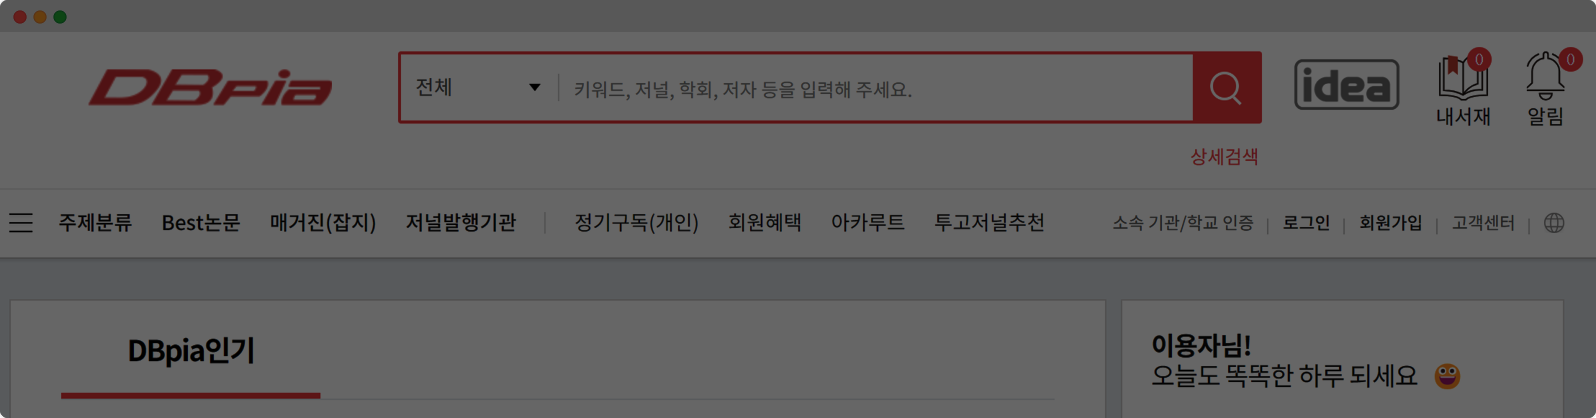 DBpia
전체
키워드, 저널, 학회, 저자 등을 입력해 주세요.
idea
0
내서재
0
알림
상세검색
주제분류 Best논문 매거진(잡지) 저널발행기관 | 정기구독(개인) 회원혜택 아카루트 투고저널추천 소속 기관/학교 인증 | 로그인 | 회원가입 | 고객센터 |
DBpia인기
이용자님!
오늘도 똑똑한 하루 되세요